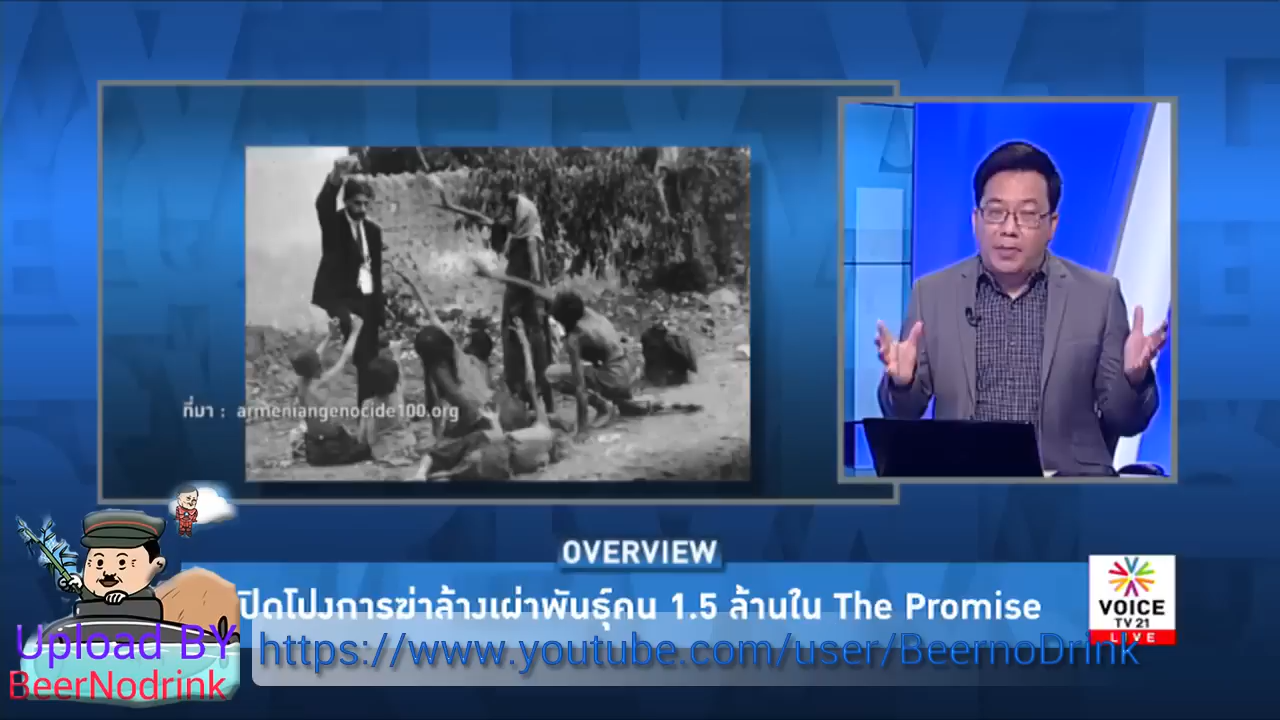 ที่มา : armeniangenocide100.org
OVERVIEW
ปิดโปงการฆ่าล้างเผ่าพันธุ์คน 1.5 ล้านใน The Promise
VOICE
TV 21
LIVE
Upload BY
BeerNodrink
https://www.youtube.com/user/BeernoDrink